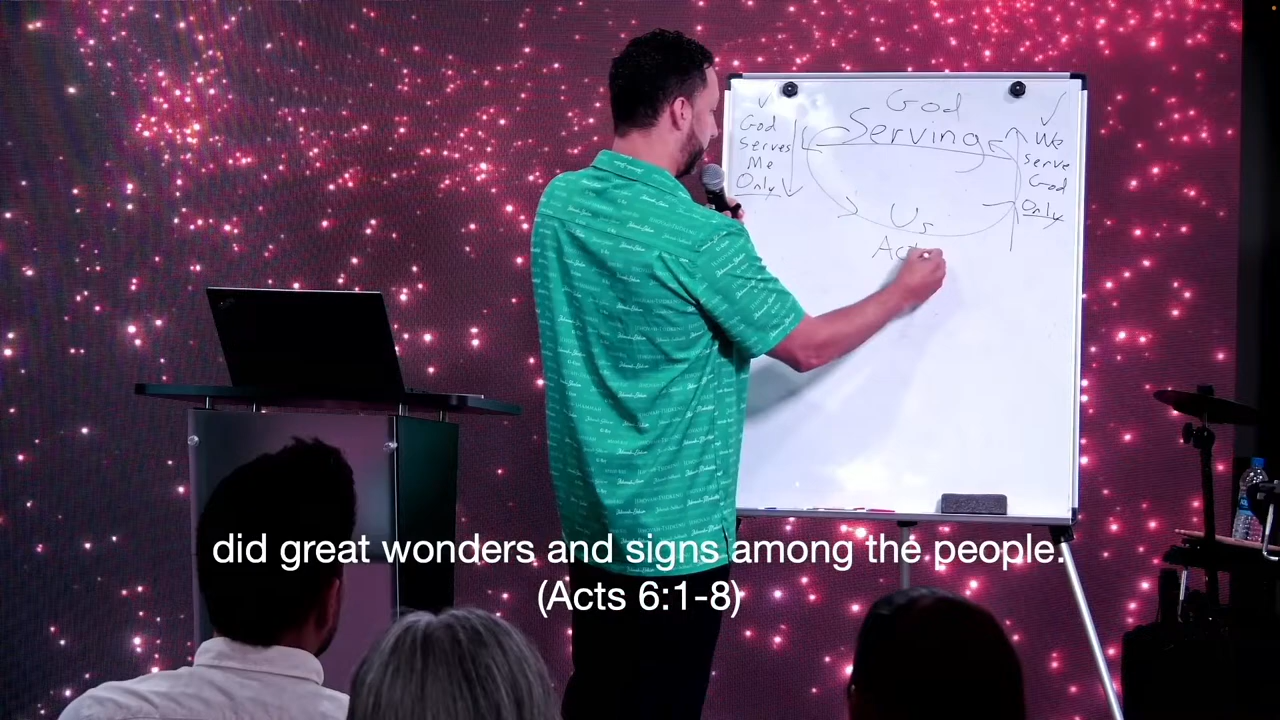 God
Serving
✓
God
Serves
Me
Only
✓
We
serve
God
Only
Us
Act
did great wonders and signs among the people.
(Acts 6:1-8)